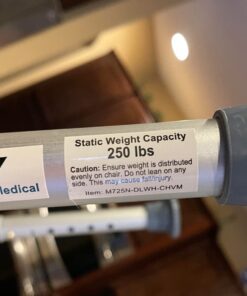 Static Weight Capacity
250 lbs
Caution: Ensure weight is distributed
evenly on chair. Do not lean on any
side. This may cause fall/injury.
Item: M725N-DLWH-CHVM
Medical